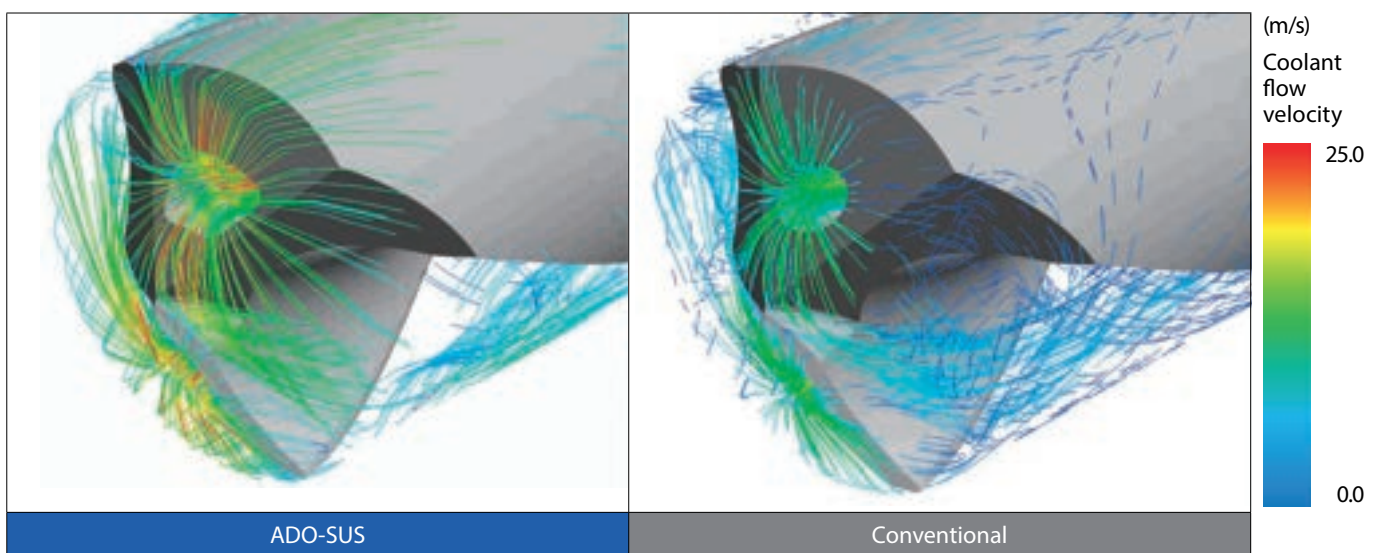 (m/s)
Coolant
flow
velocity
25.0
0.0
ADO-SUS
Conventional